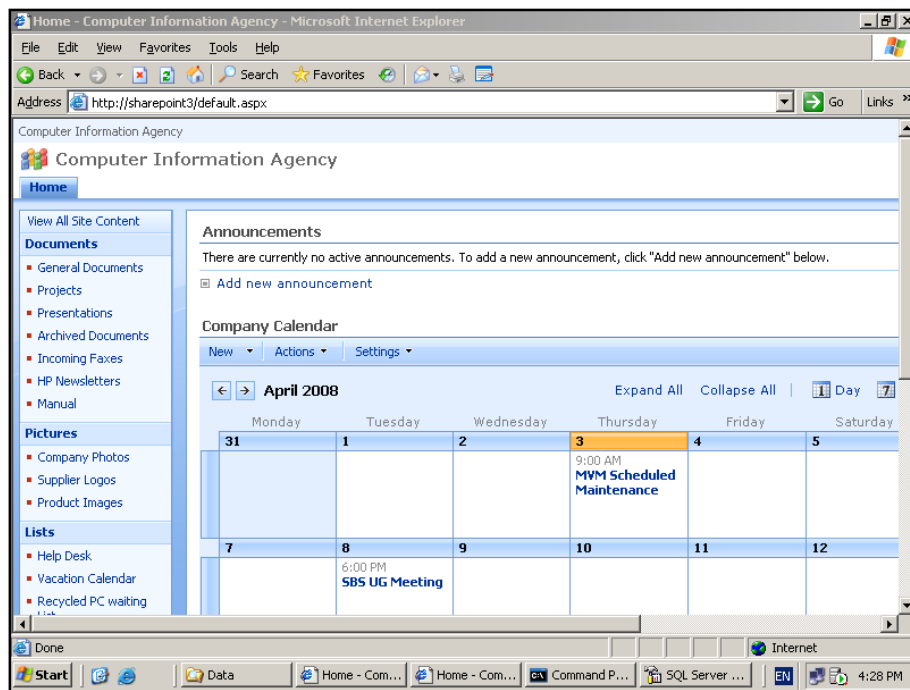 Home - Computer Information Agency - Microsoft Internet Explorer
File Edit View Favorites Tools Help
Back Search Favorites
Address http://sharepoint3/default.aspx Go Links »
Computer Information Agency
Computer Information Agency
Home
View All Site Content
Documents
General Documents
Projects
Presentations
Archived Documents
Incoming Faxes
HP Newsletters
Manual
Pictures
Company Photos
Supplier Logos
Product Images
Lists
Help Desk
Vacation Calendar
Recycled PC waiting
Announcements
There are currently no active announcements. To add a new announcement, click "Add new announcement" below.
Add new announcement
Company Calendar
New Actions Settings
April 2008 Expand All Collapse All 1 Day 7
Monday Tuesday Wednesday Thursday Friday Saturday
31 1 2 3 4 5
9:00 AM
MVM Scheduled
Maintenance
7 8 9 10 11 12
6:00 PM
SBS UG Meeting
Done Internet
Start Data Home - Com... Home - Com... Command P... SQL Server ... EN 4:28 PM